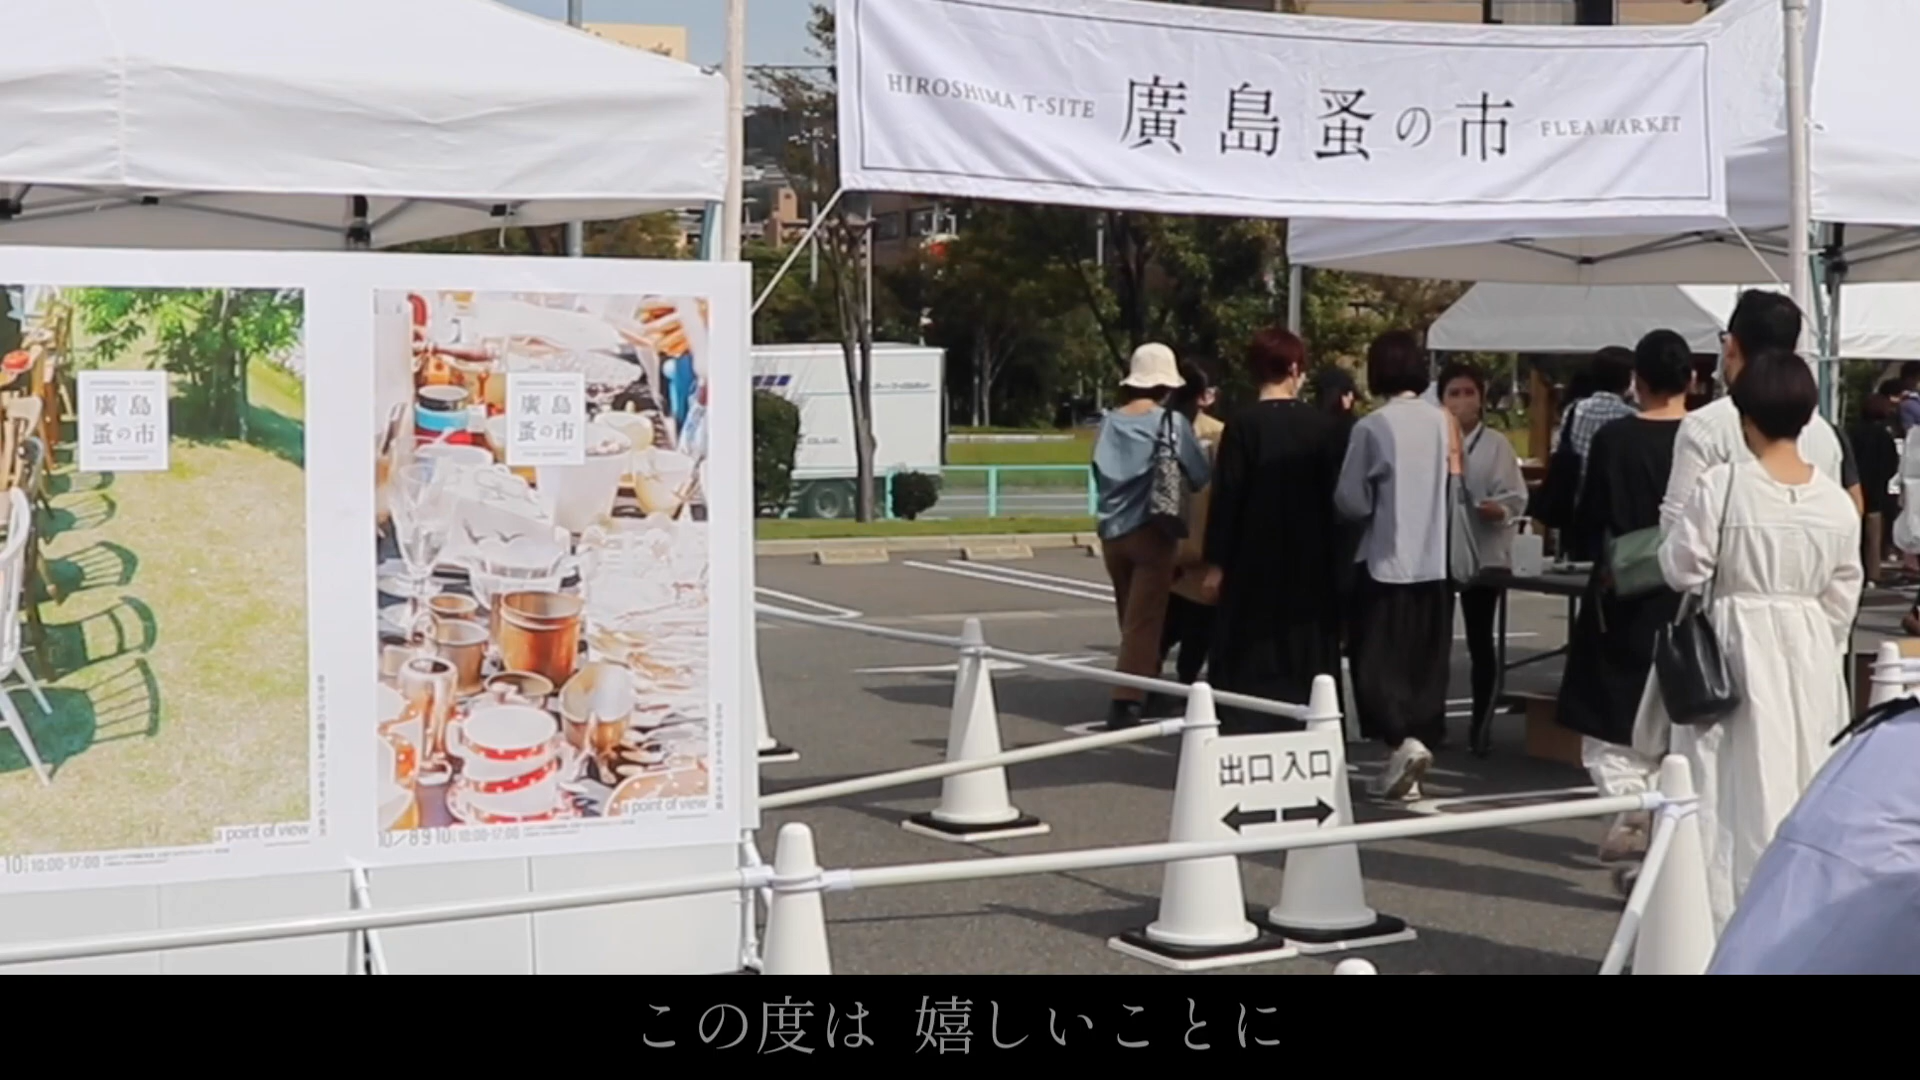 HIROSHIMA T-SITE 廣島蚤の市 FLEA MARKET
廣島
蚤の市
a point of view
10 10:00-17:00
廣島
蚤の市
a point of view
10/8 9 10 10:00-17:00
出口 入口
この度は 嬉しいことに